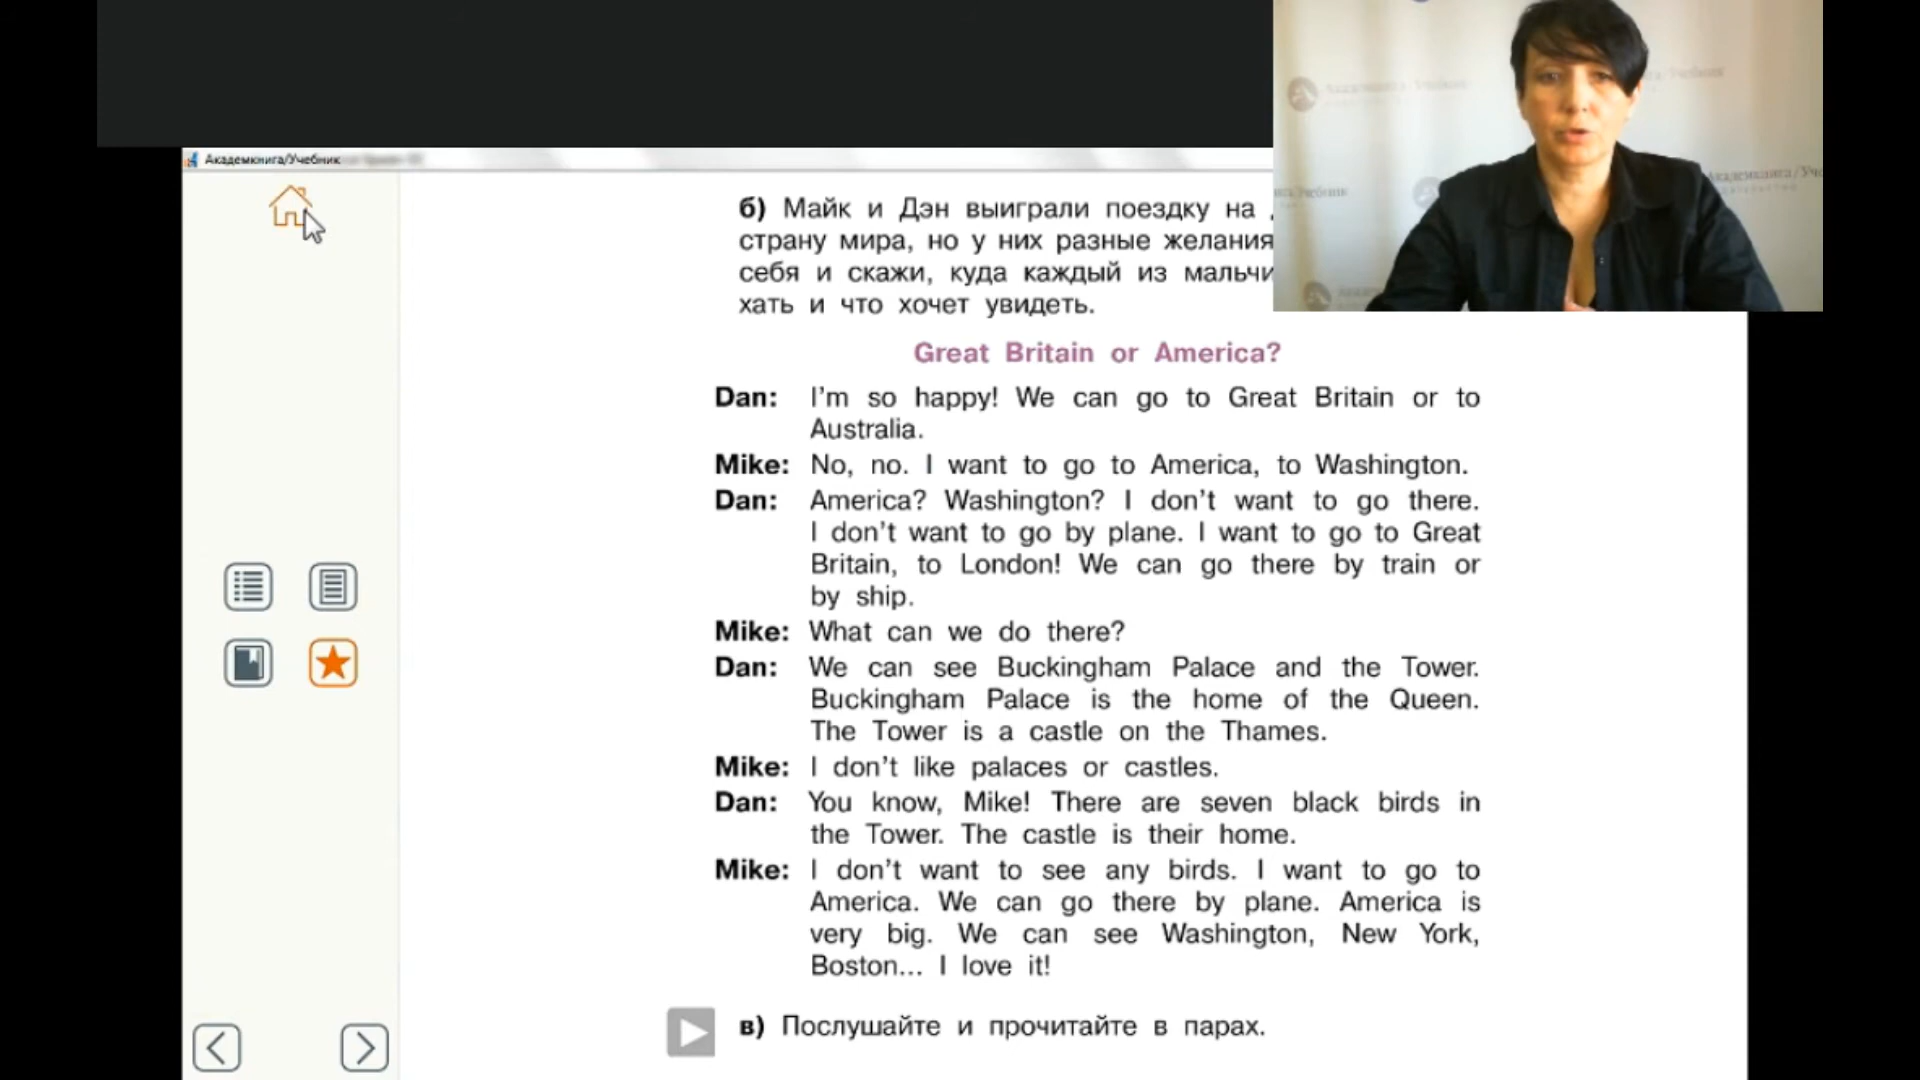 Академкнига/Учебник
Академкнига/Учебник
б) Майк и Дэн выиграли поездку на
страну мира, но у них разные желания
себя и скажи, куда каждый из мальчи
хать и что хочет увидеть.
Great Britain or America?
Dan: I'm so happy! We can go to Great Britain or to
Australia.
Mike: No, no. I want to go to America, to Washington.
Dan: America? Washington? I don't want to go there.
I don't want to go by plane. I want to go to Great
Britain, to London! We can go there by train or
by ship.
Mike: What can we do there?
Dan: We can see Buckingham Palace and the Tower.
Buckingham Palace is the home of the Queen.
The Tower is a castle on the Thames.
Mike: I don't like palaces or castles.
Dan: You know, Mike! There are seven black birds in
the Tower. The castle is their home.
Mike: I don't want to see any birds. I want to go to
America. We can go there by plane. America is
very big. We can see Washington, New York,
Boston... I love it!
в) Послушайте и прочитайте в парах.